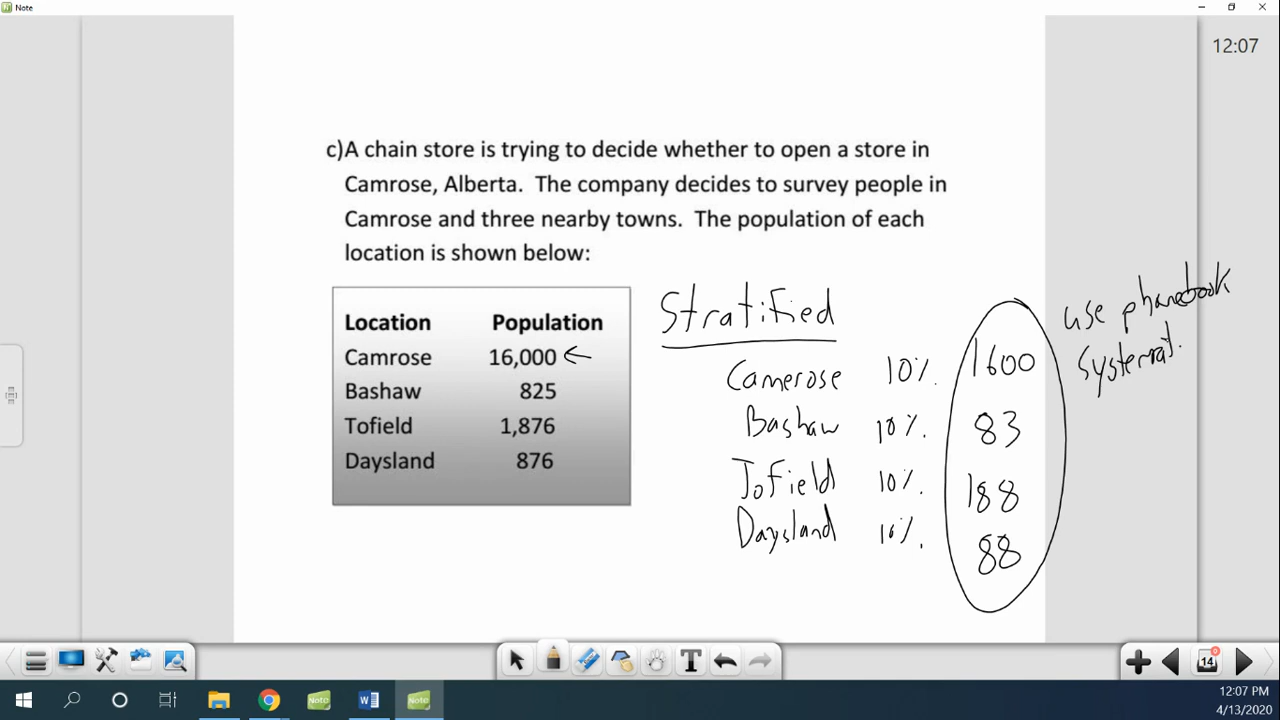 Note
12:07
c)A chain store is trying to decide whether to open a store in
Camrose, Alberta. The company decides to survey people in
Camrose and three nearby towns. The population of each
location is shown below:
Location Population
Camrose 16,000 ←
Bashaw 825
Tofield 1,876
Daysland 876
Stratified
Camerose 10% 1600
Bashaw 10% 83
Tofield 10% 188
Daysland 10% 88
use phonebook
systemat.
T
14
Noto
W
Noto
12:07 PM
4/13/2020